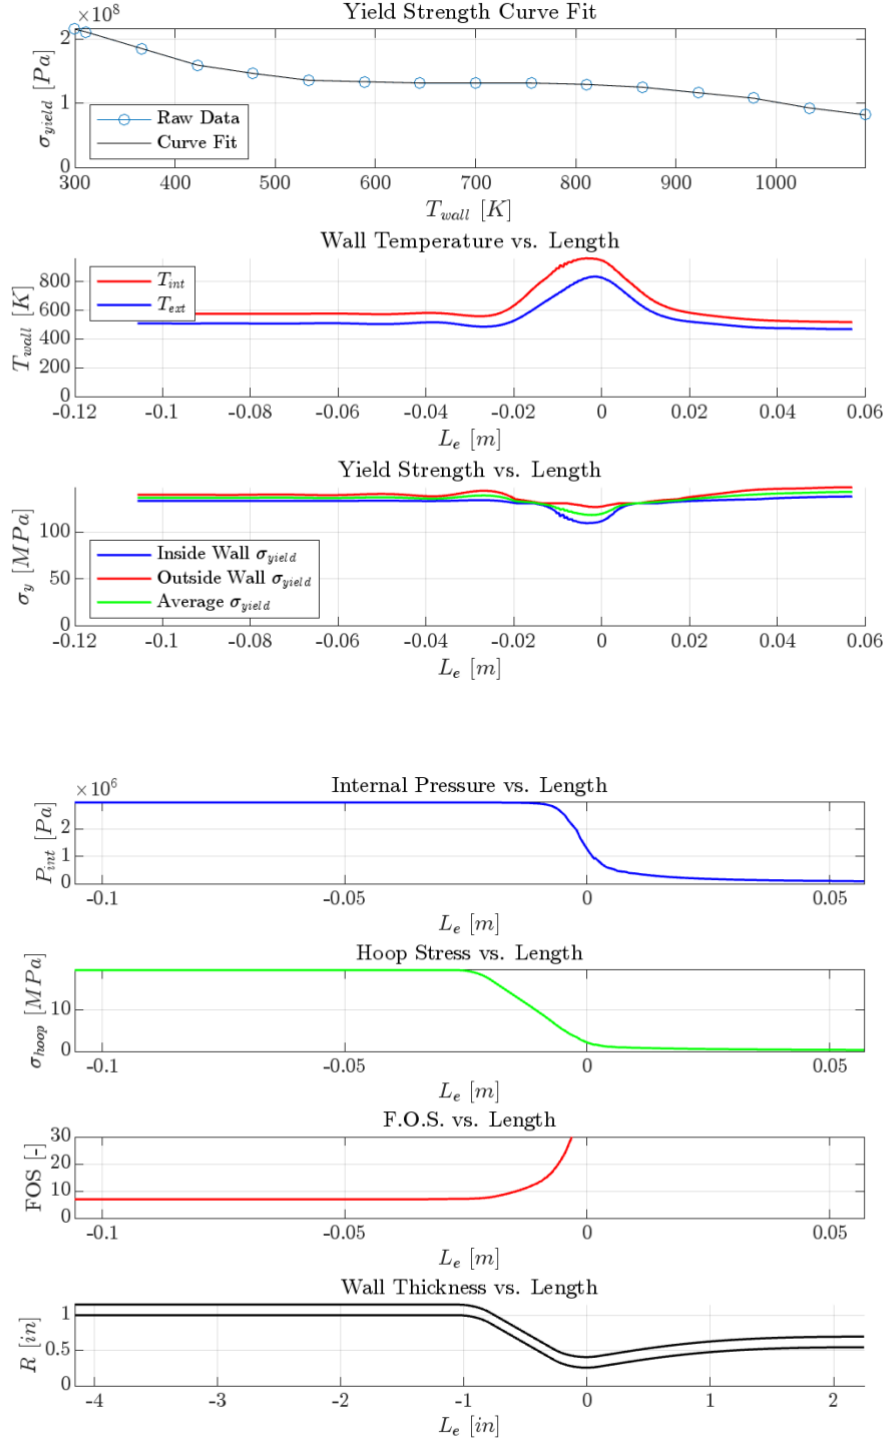 Yield Strength Curve Fit
×10⁸
2
1
0
σ_yield [Pa]
Raw Data
Curve Fit
300 400 500 600 700 800 900 1000
T_wall [K]
Wall Temperature vs. Length
800
600
400
200
0
T_wall [K]
T_int
T_ext
-0.12 -0.1 -0.08 -0.06 -0.04 -0.02 0 0.02 0.04 0.06
L_e [m]
Yield Strength vs. Length
100
50
0
σ_y [MPa]
Inside Wall σ_yield
Outside Wall σ_yield
Average σ_yield
-0.12 -0.1 -0.08 -0.06 -0.04 -0.02 0 0.02 0.04 0.06
L_e [m]
Internal Pressure vs. Length
×10⁶
2
1
0
P_int [Pa]
-0.1 -0.05 0 0.05
L_e [m]
Hoop Stress vs. Length
10
0
σ_hoop [MPa]
-0.1 -0.05 0 0.05
L_e [m]
F.O.S. vs. Length
30
20
10
0
FOS [-]
-0.1 -0.05 0 0.05
L_e [m]
Wall Thickness vs. Length
1
0.5
0
R [in]
-4 -3 -2 -1 0 1 2
L_e [in]